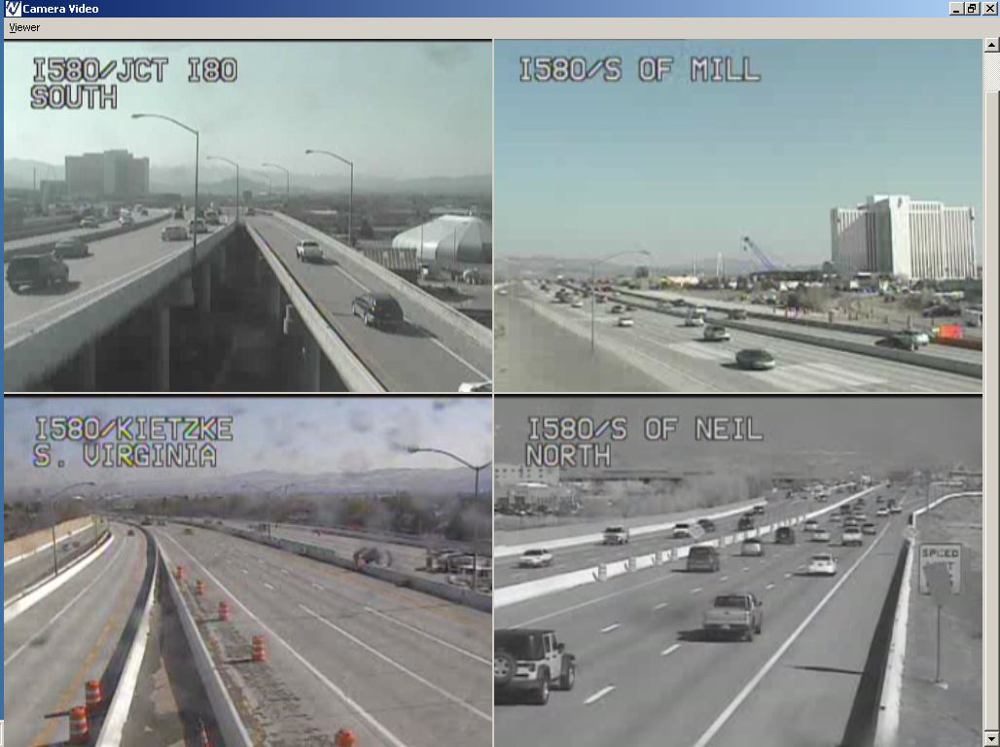 Camera Video
Viewer
I580/JCT I80
SOUTH
I580/S OF MILL
I580/KIETZKE
S. VIRGINIA
I580/S OF NEIL
NORTH
SPEED